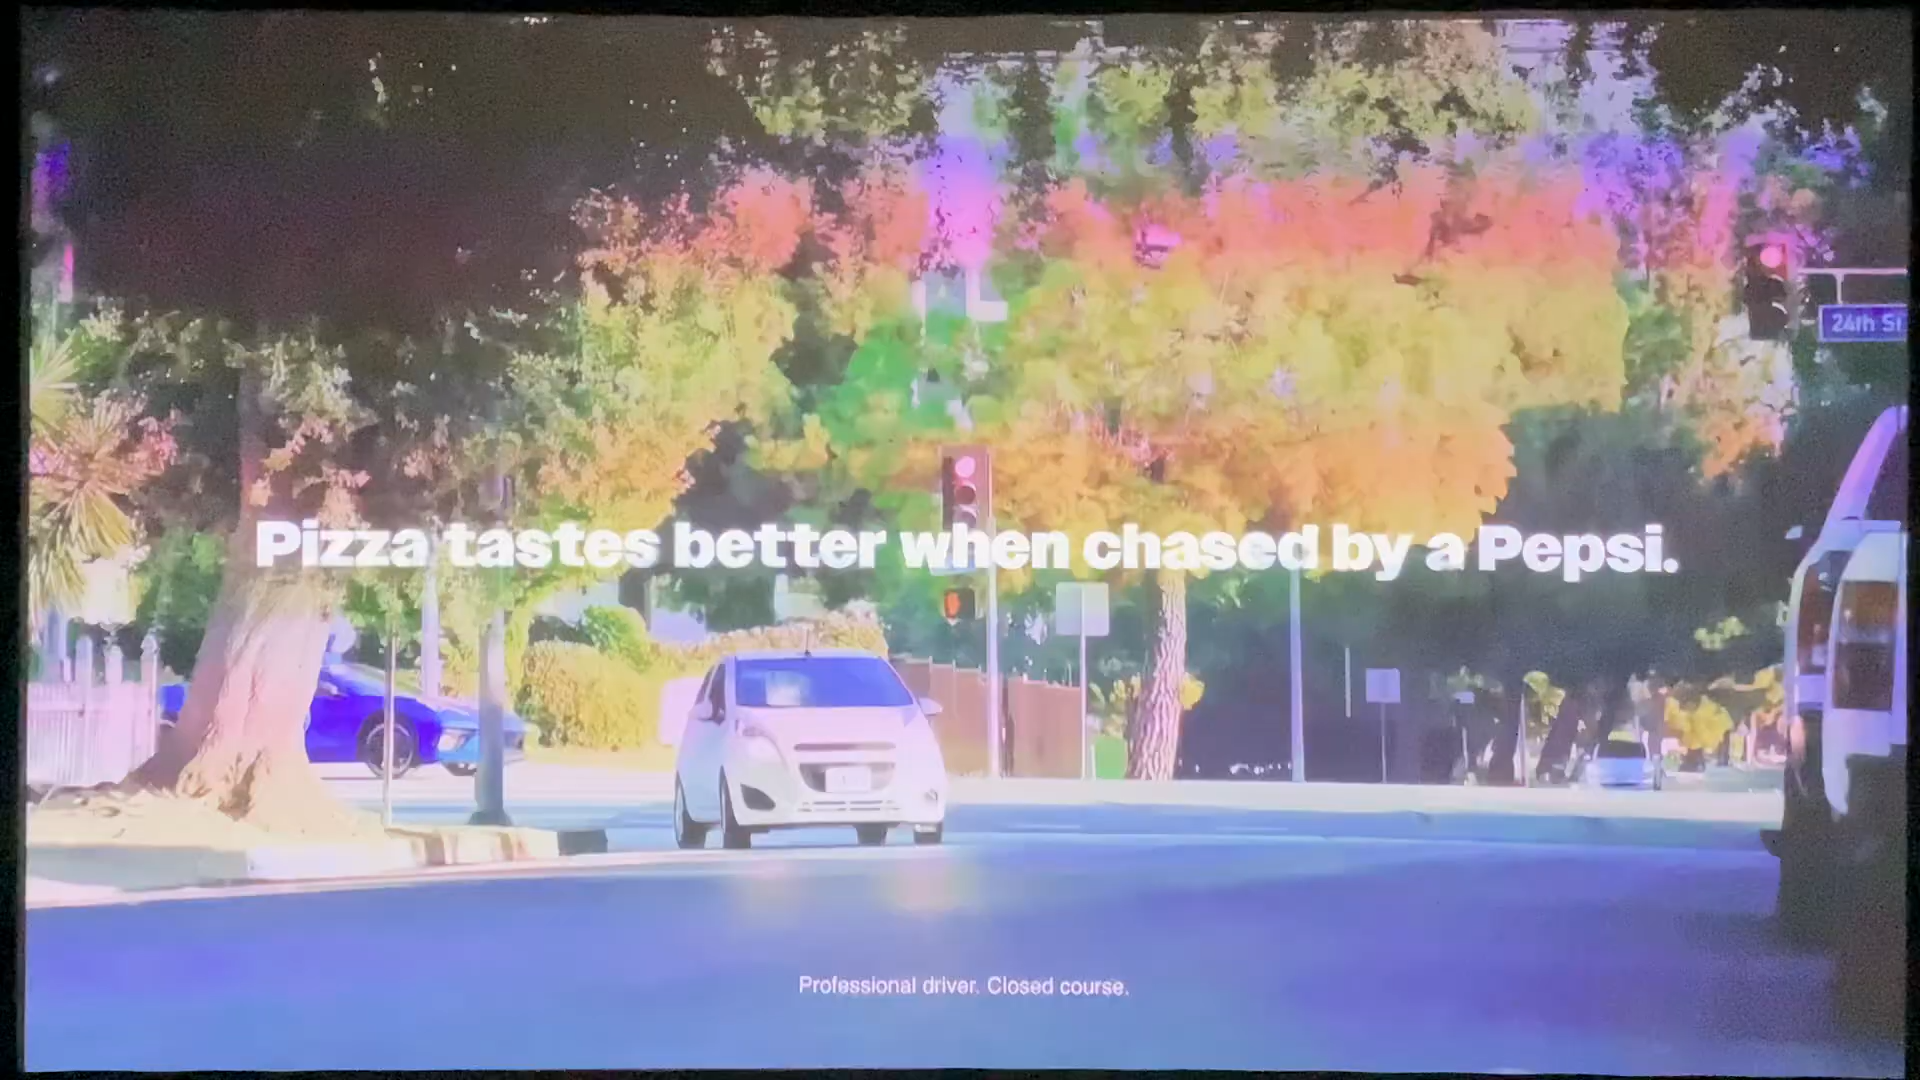 24th St
Pizza tastes better when chased by a Pepsi.
Professional driver. Closed course.